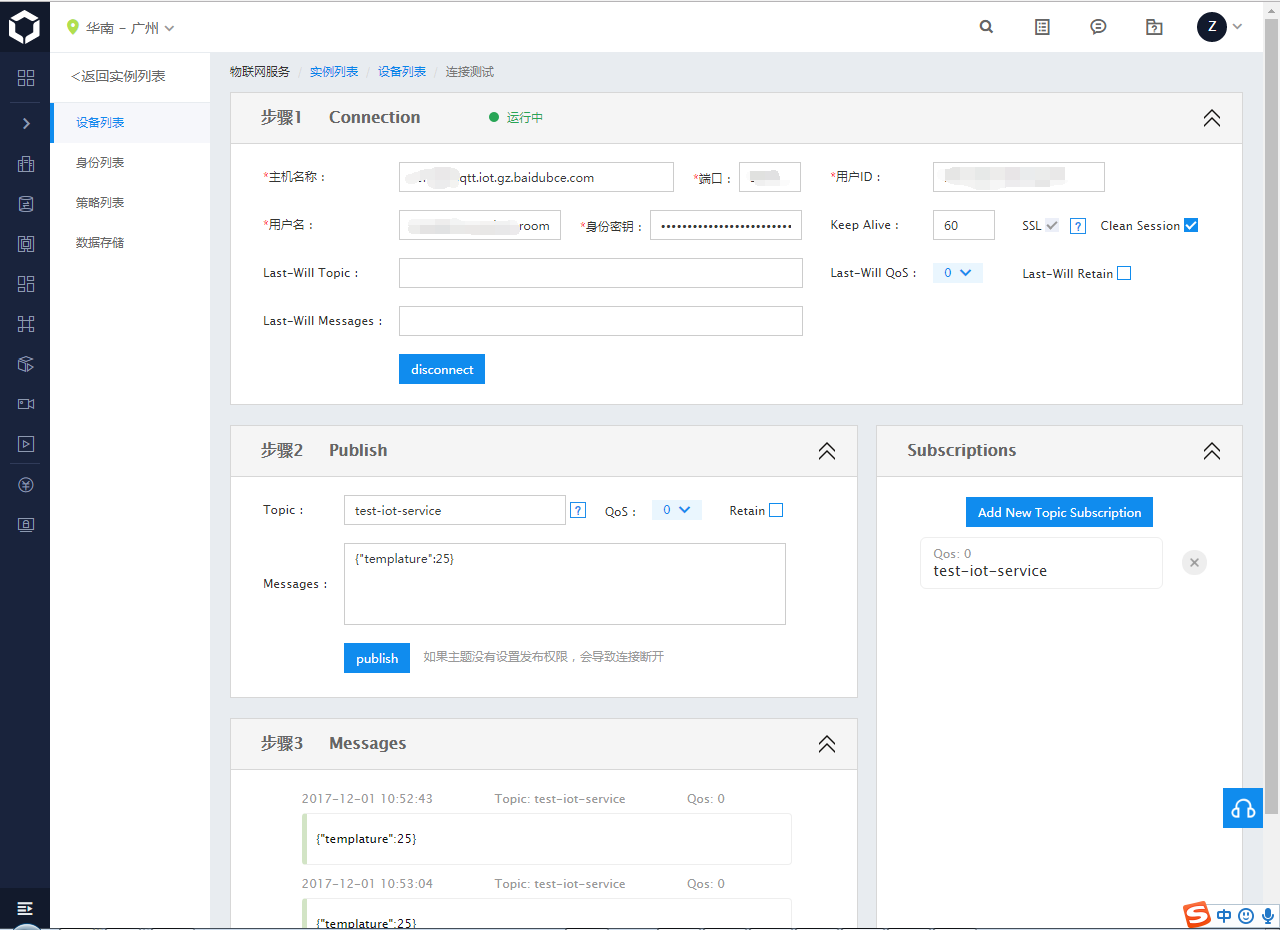 华南 - 广州
Z
<返回实例列表
设备列表
身份列表
策略列表
数据存储
物联网服务 / 实例列表 / 设备列表 / 连接测试
步骤1 Connection 运行中
*主机名称： qtt.iot.gz.baidubce.com *端口： *用户ID：
*用户名： room *身份密钥： Keep Alive： 60 SSL ? Clean Session
Last-Will Topic： Last-Will QoS： 0 Last-Will Retain
Last-Will Messages：
disconnect
步骤2 Publish
Topic： test-iot-service ? QoS： 0 Retain
Messages： {"templature":25}
publish 如果主题没有设置发布权限，会导致连接断开
Subscriptions
Add New Topic Subscription
Qos: 0
test-iot-service
步骤3 Messages
2017-12-01 10:52:43 Topic: test-iot-service Qos: 0
{"templature":25}
2017-12-01 10:53:04 Topic: test-iot-service Qos: 0
{"templature":25}
S 中